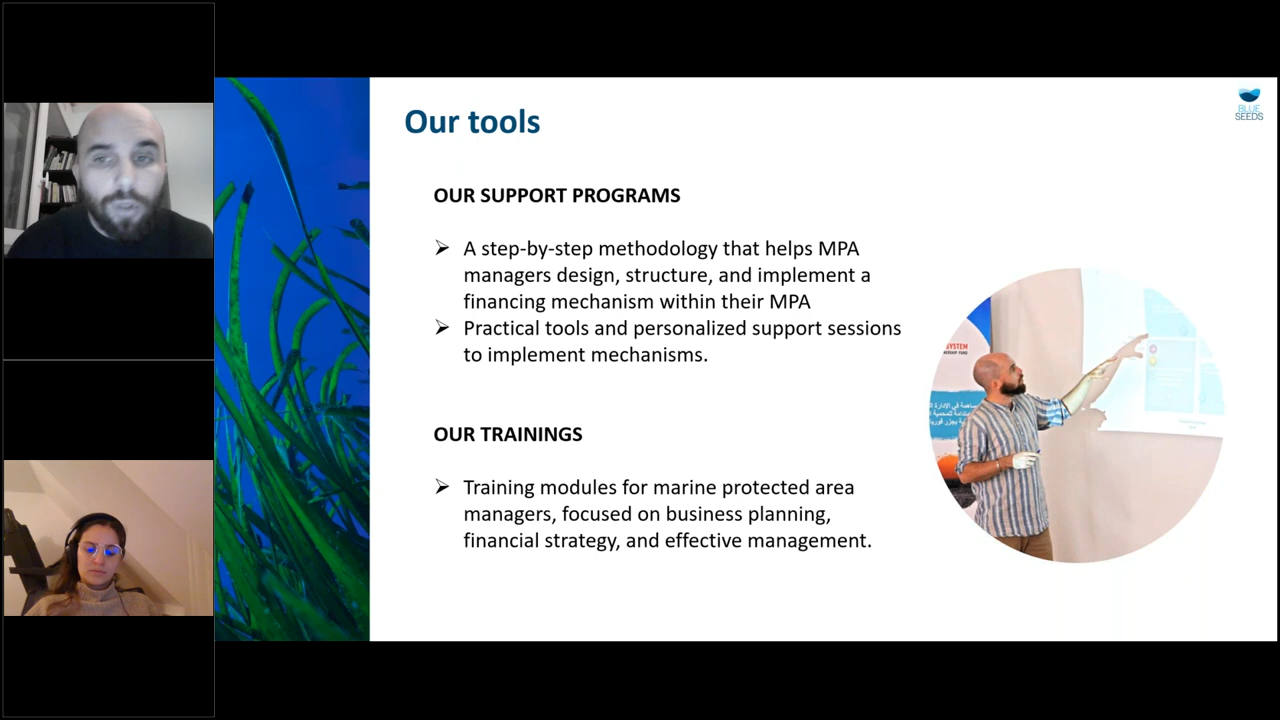 Our tools
BLUE
SEEDS
OUR SUPPORT PROGRAMS
➢ A step-by-step methodology that helps MPA
managers design, structure, and implement a
financing mechanism within their MPA
➢ Practical tools and personalized support sessions
to implement mechanisms.
OUR TRAININGS
➢ Training modules for marine protected area
managers, focused on business planning,
financial strategy, and effective management.
SYSTEM